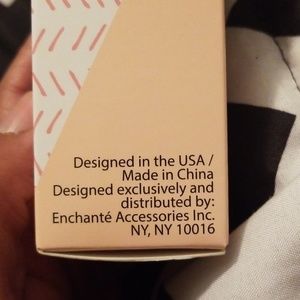 Designed in the USA /
Made in China
Designed exclusively and
distributed by:
Enchanté Accessories Inc.
NY, NY 10016